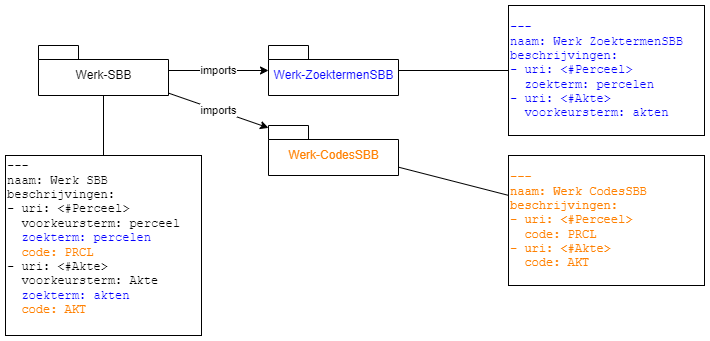 Werk-SBB
imports
Werk-ZoektermenSBB
---
naam: Werk ZoektermenSBB
beschrijvingen:
- uri: <#Perceel>
  zoekterm: percelen
- uri: <#Akte>
  voorkeursterm: akten
imports
Werk-CodesSBB
---
naam: Werk SBB
beschrijvingen:
- uri: <#Perceel>
  voorkeursterm: perceel
  zoekterm: percelen
  code: PRCL
- uri: <#Akte>
  voorkeursterm: Akte
  zoekterm: akten
  code: AKT
---
naam: Werk CodesSBB
beschrijvingen:
- uri: <#Perceel>
  code: PRCL
- uri: <#Akte>
  code: AKT